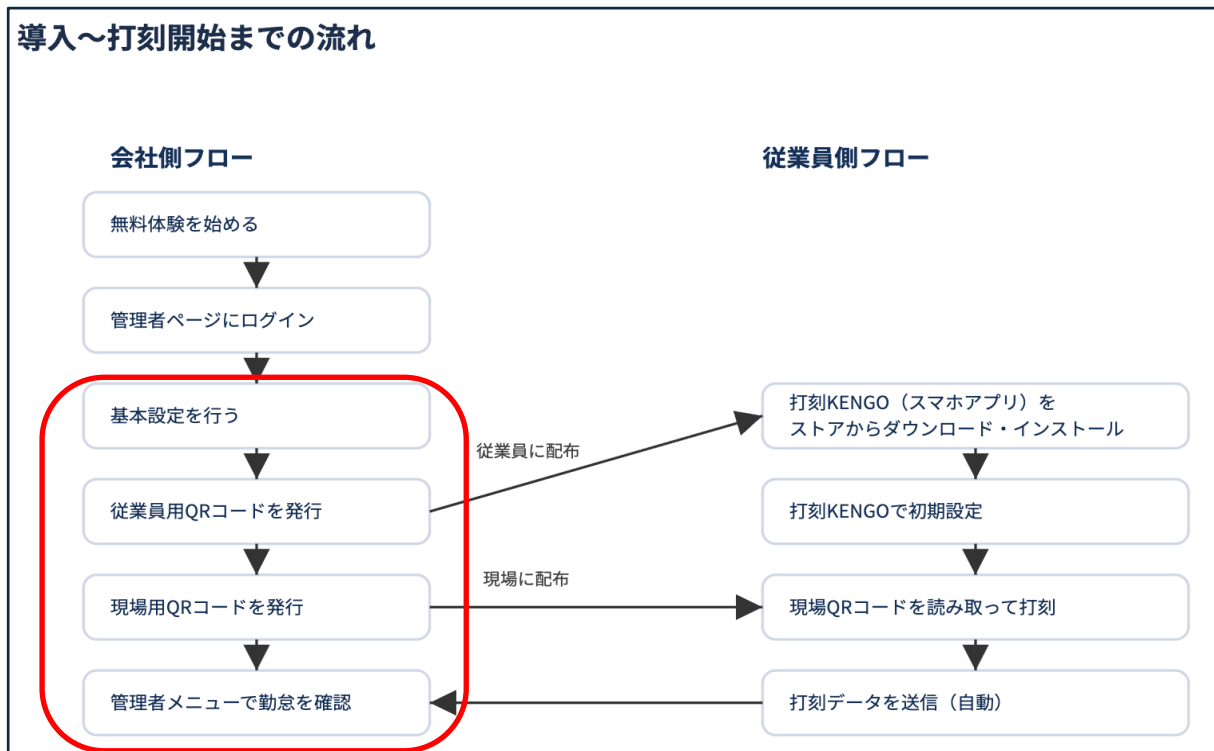 導入〜打刻開始までの流れ
会社側フロー
無料体験を始める
管理者ページにログイン
基本設定を行う
従業員用QRコードを発行
現場用QRコードを発行
管理者メニューで勤怠を確認
従業員に配布
現場に配布
従業員側フロー
打刻KENGO（スマホアプリ）を
ストアからダウンロード・インストール
打刻KENGOで初期設定
現場QRコードを読み取って打刻
打刻データを送信（自動）